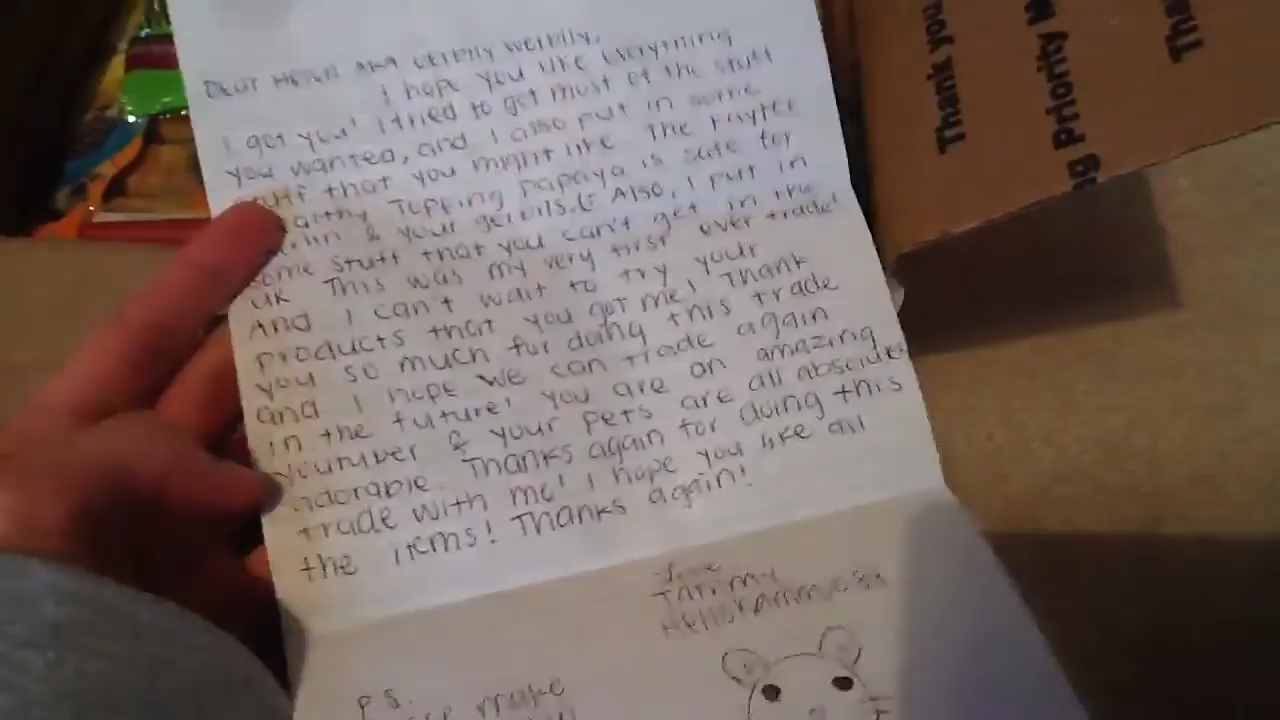 Dear
I hope you like everything
I got you! I tried to get most of the stuff
you wanted, and I also put in some
stuff that you might like. The
Topping papaya is safe for
& your gerbils. Also, I put in
some stuff that you can't get in the
UK This was my very first ever trade!
And I can't wait to try your
products that you got me! Thank
you so much for doing this trade
and I hope we can trade again
in the future! You are an amazing
youtuber & your pets are all absolutely
adorable. Thanks again for doing this
trade with me! I hope you like all
the items! Thanks again!
P.S.
make
Thank you
Priority M
Tha